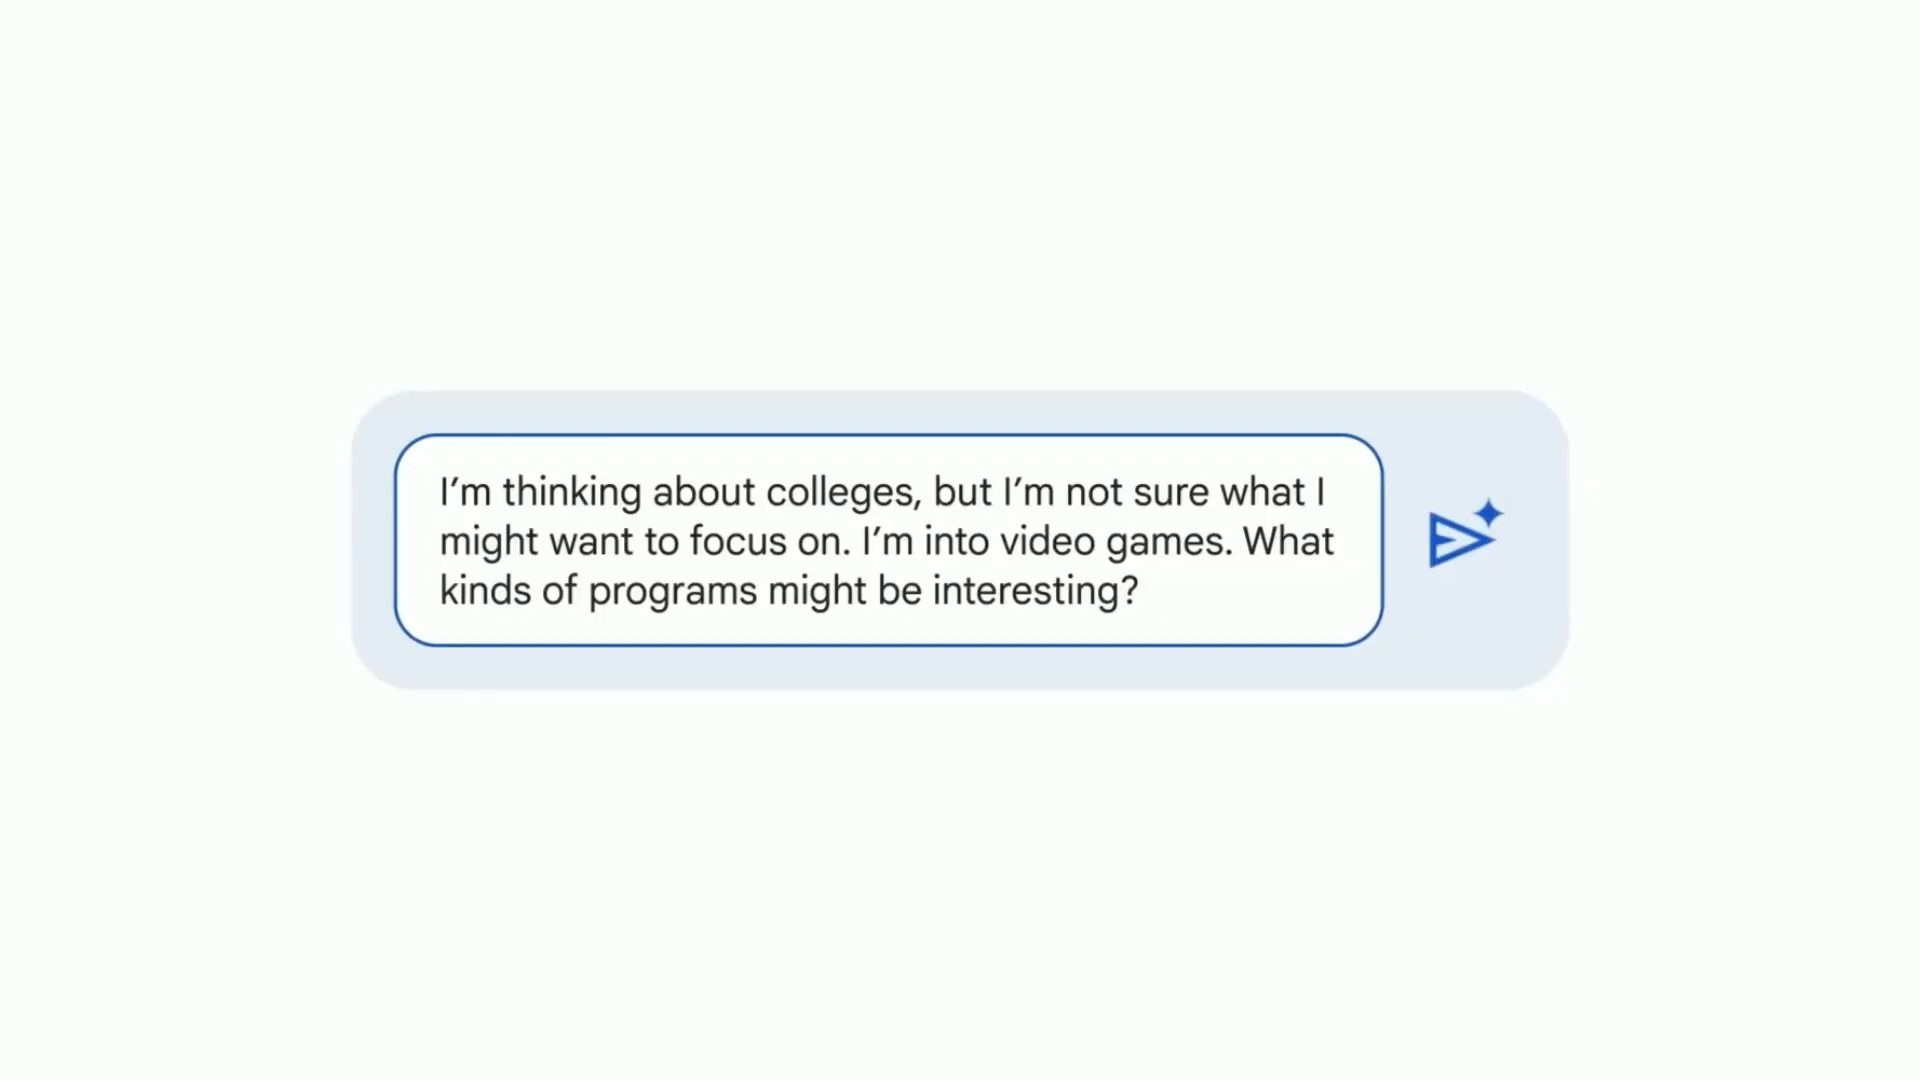 I’m thinking about colleges, but I’m not sure what I
might want to focus on. I’m into video games. What
kinds of programs might be interesting?